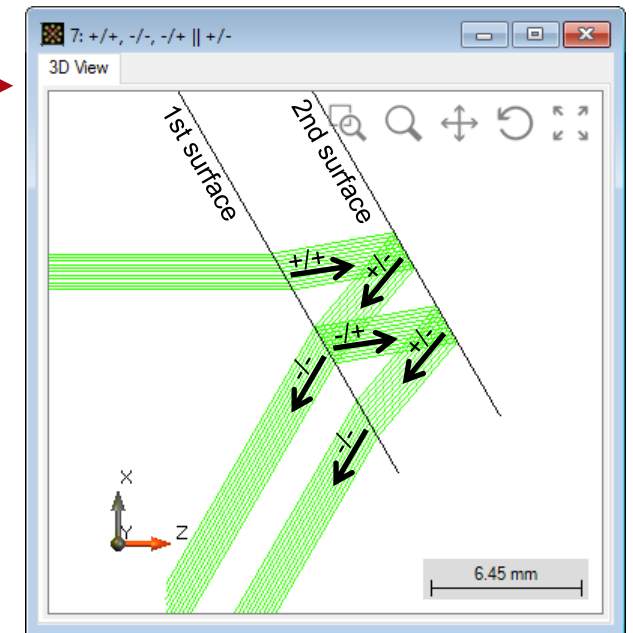 7: +/+, -/-, -/+ || +/-
3D View
1st surface
2nd surface
+/+
+/-
-/+
+/-
-/-
-/-
X
Y
Z
6.45 mm